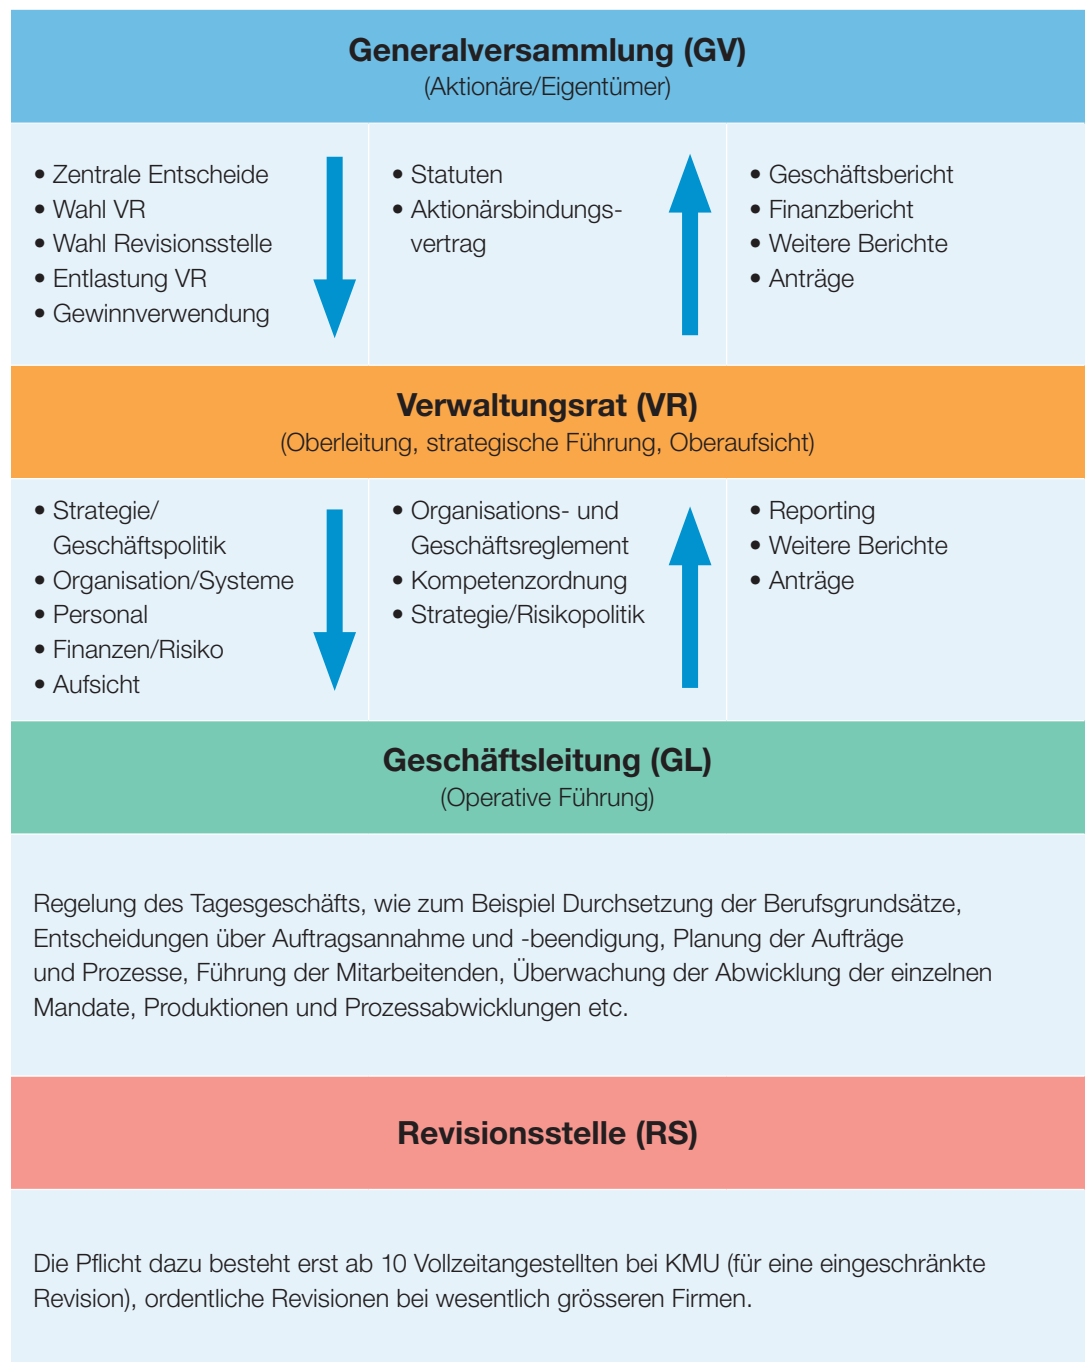 Generalversammlung (GV)
(Aktionäre/Eigentümer)
• Zentrale Entscheide
• Wahl VR
• Wahl Revisionsstelle
• Entlastung VR
• Gewinnverwendung
• Statuten
• Aktionärsbindungs-
vertrag
• Geschäftsbericht
• Finanzbericht
• Weitere Berichte
• Anträge
Verwaltungsrat (VR)
(Oberleitung, strategische Führung, Oberaufsicht)
• Strategie/
Geschäftspolitik
• Organisation/Systeme
• Personal
• Finanzen/Risiko
• Aufsicht
• Organisations- und
Geschäftsreglement
• Kompetenzordnung
• Strategie/Risikopolitik
• Reporting
• Weitere Berichte
• Anträge
Geschäftsleitung (GL)
(Operative Führung)
Regelung des Tagesgeschäfts, wie zum Beispiel Durchsetzung der Berufsgrundsätze,
Entscheidungen über Auftragsannahme und -beendigung, Planung der Aufträge
und Prozesse, Führung der Mitarbeitenden, Überwachung der Abwicklung der einzelnen
Mandate, Produktionen und Prozessabwicklungen etc.
Revisionsstelle (RS)
Die Pflicht dazu besteht erst ab 10 Vollzeitangestellten bei KMU (für eine eingeschränkte
Revision), ordentliche Revisionen bei wesentlich grösseren Firmen.